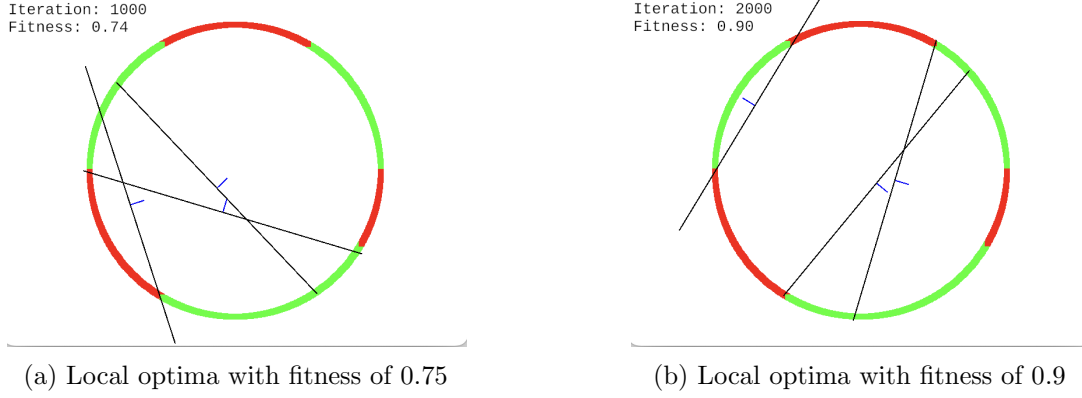 Iteration: 1000
Fitness: 0.74
Iteration: 2000
Fitness: 0.90
(a) Local optima with fitness of 0.75
(b) Local optima with fitness of 0.9